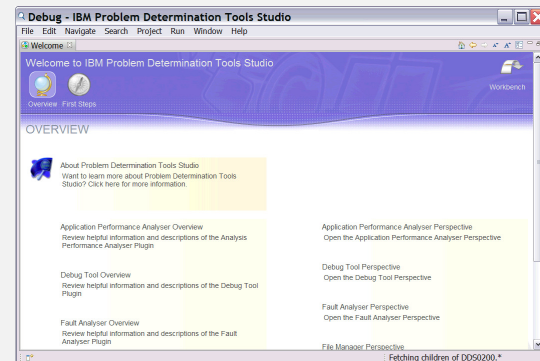 Debug - IBM Problem Determination Tools Studio
File Edit Navigate Search Project Run Window Help
Welcome
Welcome to IBM Problem Determination Tools Studio
Overview First Steps
Workbench
OVERVIEW
About Problem Determination Tools Studio
Want to learn more about Problem Determination Tools
Studio? Click here for more information.
Application Performance Analyser Overview
Review helpful information and descriptions of the Analysis
Performance Analyser Plugin
Application Performance Analyser Perspective
Open the Application Performance Analyser Perspective
Debug Tool Overview
Review helpful information and descriptions of the Debug Tool
Plugin
Debug Tool Perspective
Open the Debug Tool Perspective
Fault Analyser Overview
Review helpful information and descriptions of the Fault
Analyser Plugin
Fault Analyser Perspective
Open the Fault Analyser Perspective
File Manager Perspective
Fetching children of DDS0200.*